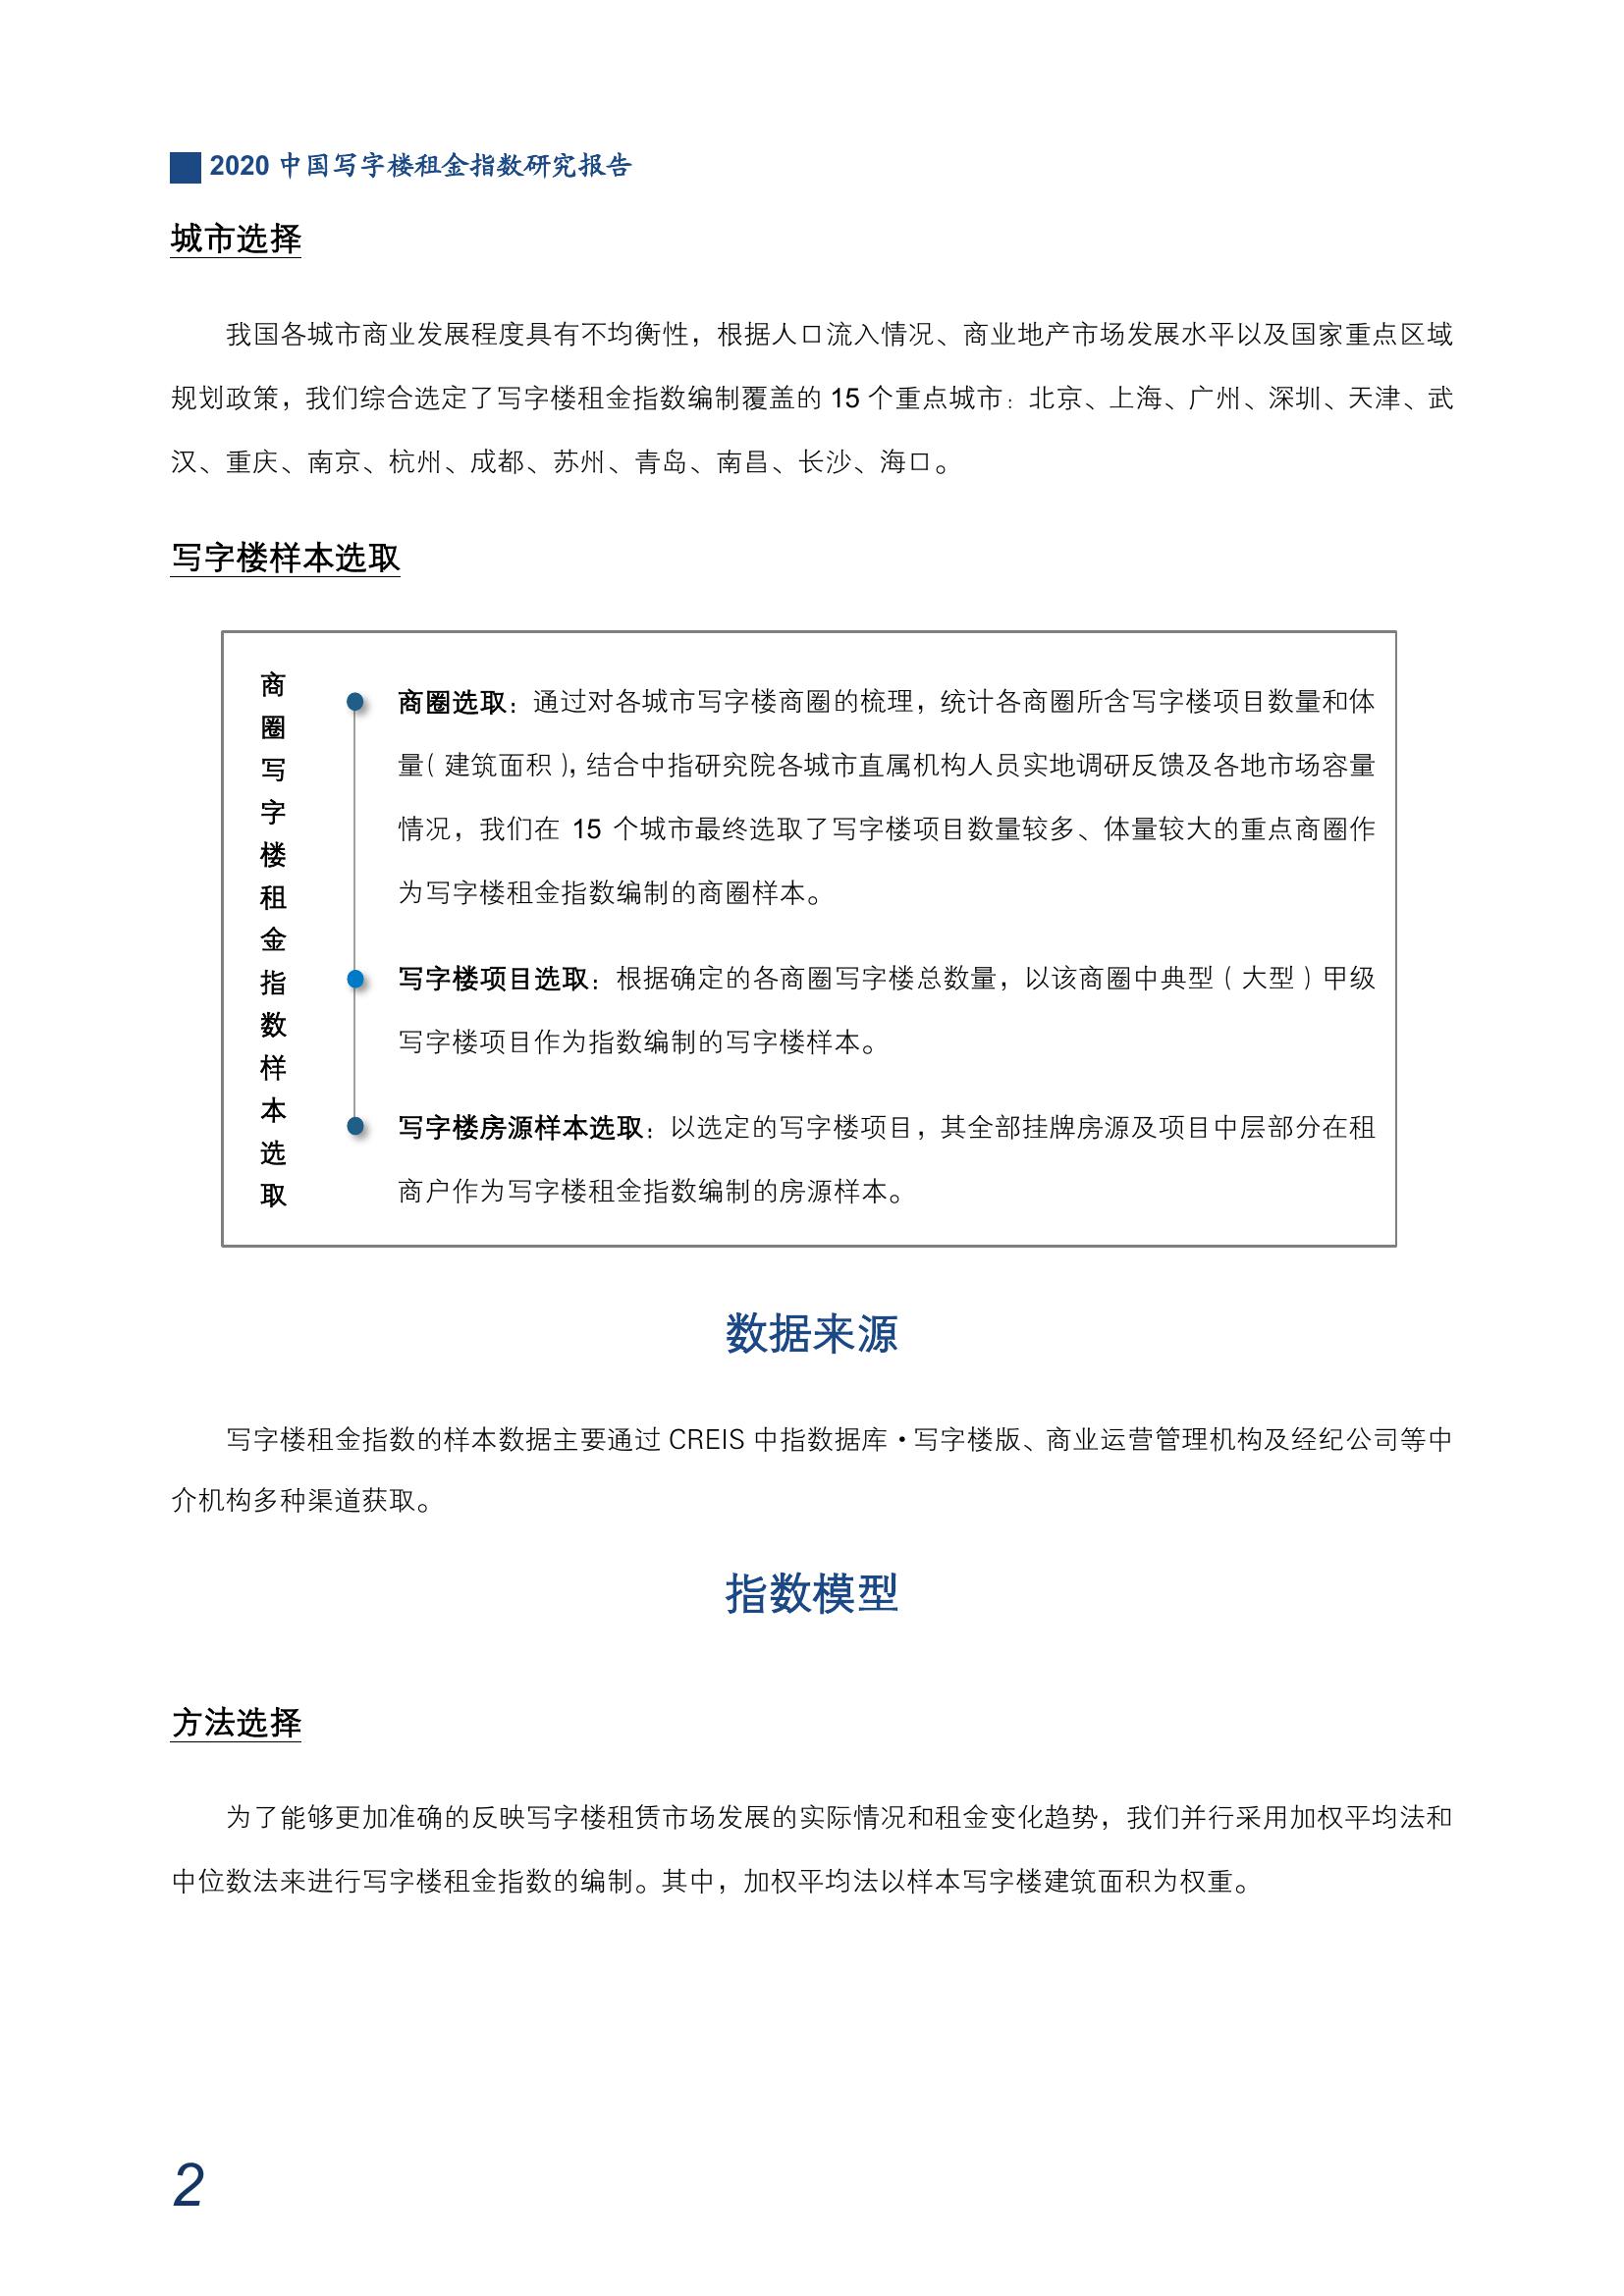 2020 中国写字楼租金指数研究报告
城市选择
我国各城市商业发展程度具有不均衡性，根据人口流入情况、商业地产市场发展水平以及国家重点区域
规划政策，我们综合选定了写字楼租金指数编制覆盖的 15 个重点城市：北京、上海、广州、深圳、天津、武
汉、重庆、南京、杭州、成都、苏州、青岛、南昌、长沙、海口。
写字楼样本选取
商圈写字楼租金指数样本选取
商圈选取：通过对各城市写字楼商圈的梳理，统计各商圈所含写字楼项目数量和体
量（建筑面积），结合中指研究院各城市直属机构人员实地调研反馈及各地市场容量
情况，我们在 15 个城市最终选取了写字楼项目数量较多、体量较大的重点商圈作
为写字楼租金指数编制的商圈样本。
写字楼项目选取：根据确定的各商圈写字楼总数量，以该商圈中典型（大型）甲级
写字楼项目作为指数编制的写字楼样本。
写字楼房源样本选取：以选定的写字楼项目，其全部挂牌房源及项目中层部分在租
商户作为写字楼租金指数编制的房源样本。
数据来源
写字楼租金指数的样本数据主要通过 CREIS 中指数据库·写字楼版、商业运营管理机构及经纪公司等中
介机构多种渠道获取。
指数模型
方法选择
为了能够更加准确的反映写字楼租赁市场发展的实际情况和租金变化趋势，我们并行采用加权平均法和
中位数法来进行写字楼租金指数的编制。其中，加权平均法以样本写字楼建筑面积为权重。
2